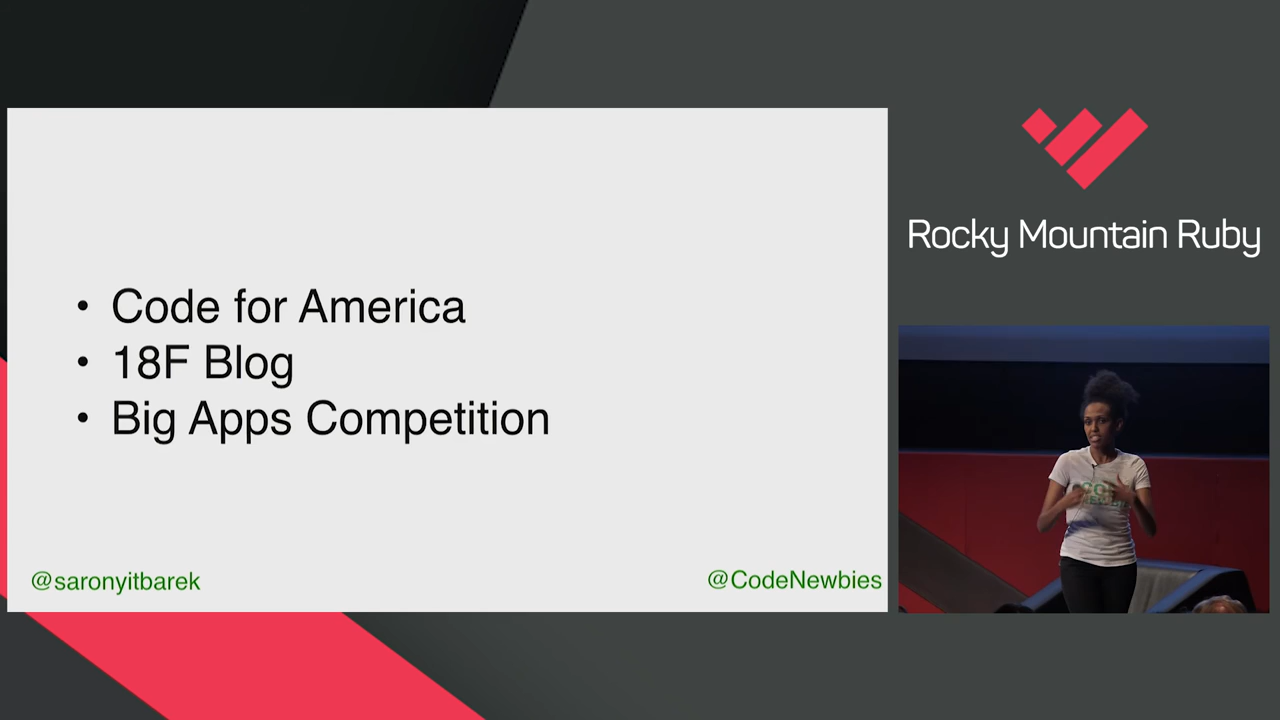 Rocky Mountain Ruby
• Code for America
• 18F Blog
• Big Apps Competition
@saronyitbarek
@CodeNewbies